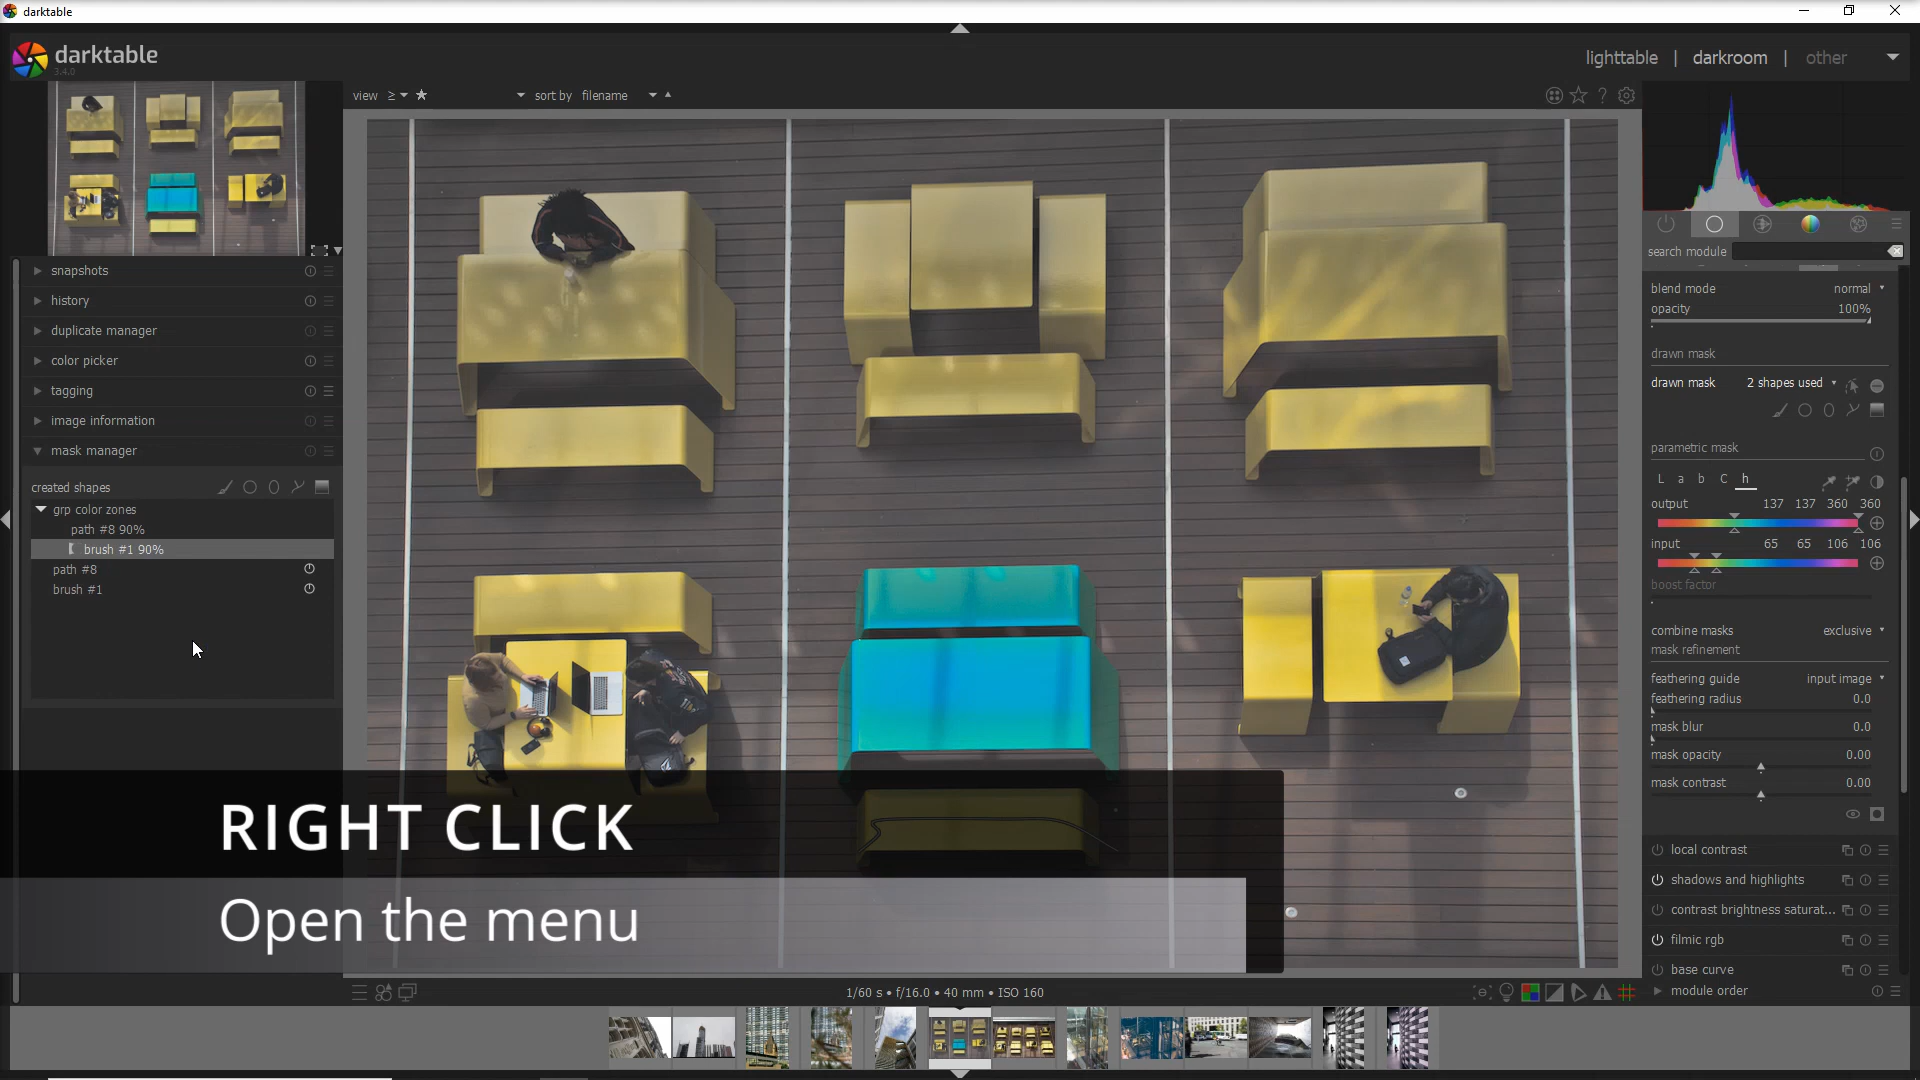 darktable
darktable
3.4.0
lighttable | darkroom | other
view ≥ ★ sort by filename
search module
snapshots
history
duplicate manager
color picker
tagging
image information
mask manager
created shapes
grp color zones
path #8 90%
brush #1 90%
path #8
brush #1
blend mode normal
opacity 100%
drawn mask
drawn mask 2 shapes used
parametric mask
L a b C h
output 137 137 360 360
input 65 65 106 106
boost factor
combine masks exclusive
mask refinement
feathering guide input image
feathering radius 0.0
mask blur 0.0
mask opacity 0.00
mask contrast 0.00
local contrast
shadows and highlights
contrast brightness saturat...
filmic rgb
base curve
module order
RIGHT CLICK
Open the menu
1/60 s • f/16.0 • 40 mm • ISO 160